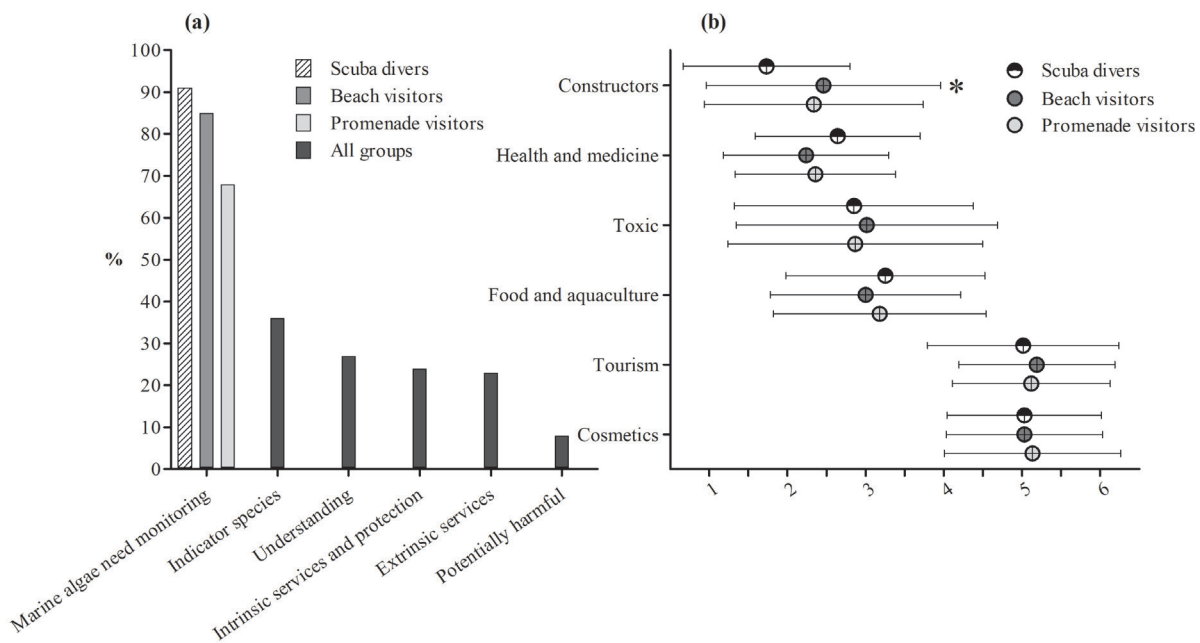 (a)
100
90
80
70
60
50
40
30
20
10
0
%
Scuba divers
Beach visitors
Promenade visitors
All groups
Marine algae need monitoring
Indicator species
Understanding
Intrinsic services and protection
Extrinsic services
Potentially harmful
(b)
Scuba divers
Beach visitors
Promenade visitors
Constructors
*
Health and medicine
Toxic
Food and aquaculture
Tourism
Cosmetics
1
2
3
4
5
6